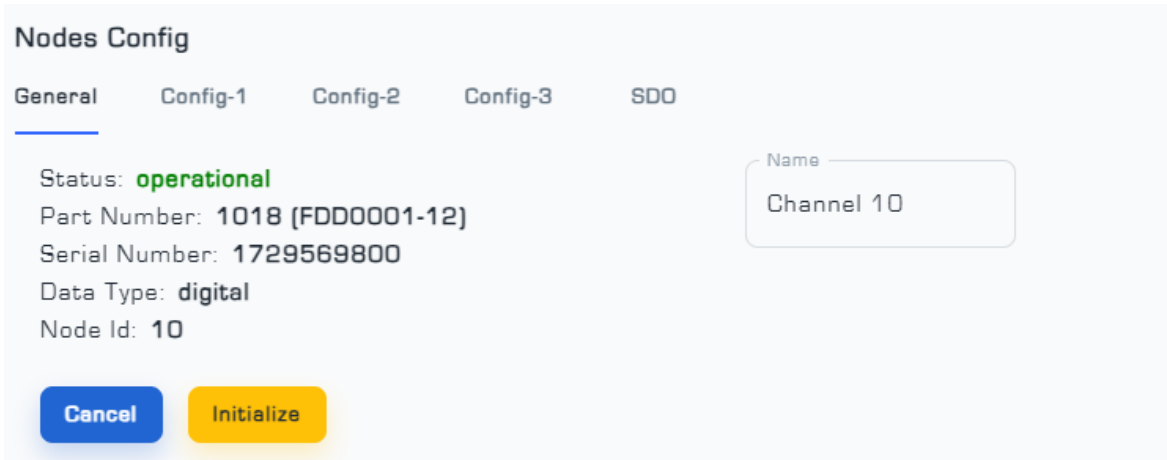 Nodes Config
General Config-1 Config-2 Config-3 SDO
Status: operational
Part Number: 1018 (FDD0001-12)
Serial Number: 1729569800
Data Type: digital
Node Id: 10
Name
Channel 10
Cancel Initialize